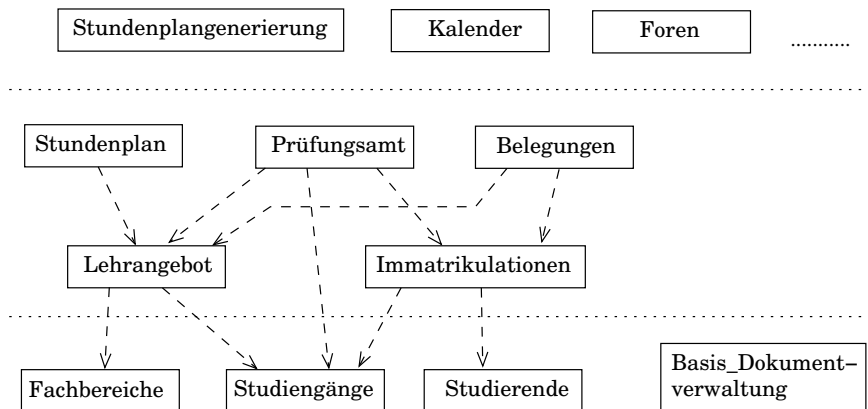 Stundenplangenerierung
Kalender
Foren
...........
Stundenplan
Prüfungsamt
Belegungen
Lehrangebot
Immatrikulationen
Fachbereiche
Studiengänge
Studierende
Basis_Dokument–
verwaltung